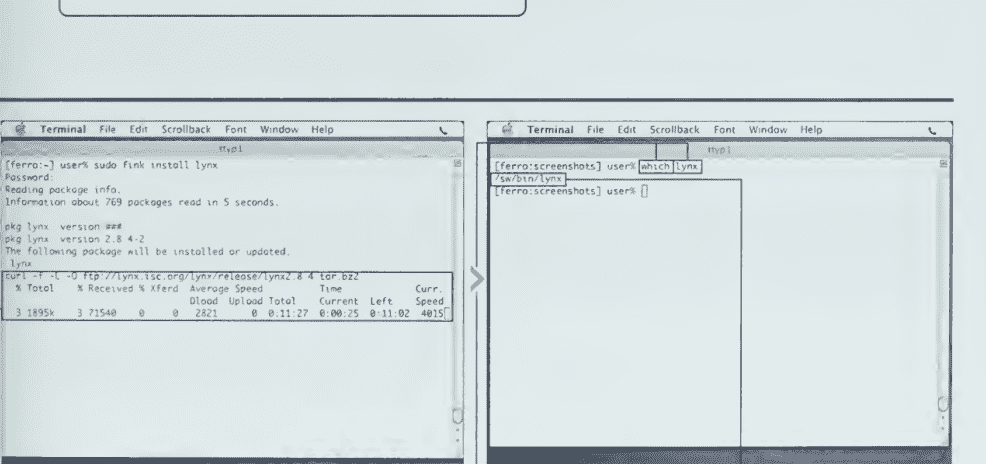 Terminal File Edit Scrollback Font Window Help
ttyp1
[ferro:~] user% sudo fink install lynx
Password:
Reading package info.
Information about 769 packages read in 5 seconds.
pkg lynx version ###
pkg lynx version 2.8 4-2
The following package will be installed or updated.
lynx
curl -f -L -O ftp://lynx.isc.org/lynx/release/lynx2.8 4 tar.bz2
% Total % Received % Xferd Average Speed Time Curr.
Dload Upload Total Current Left Speed
3 1895k 3 71540 0 0 2821 0 0:11:27 0:00:25 0:11:02 4015
Terminal File Edit Scrollback Font Window Help
ttyp1
[ferro:screenshots] user% which lynx
/sw/bin/lynx
[ferro:screenshots] user%